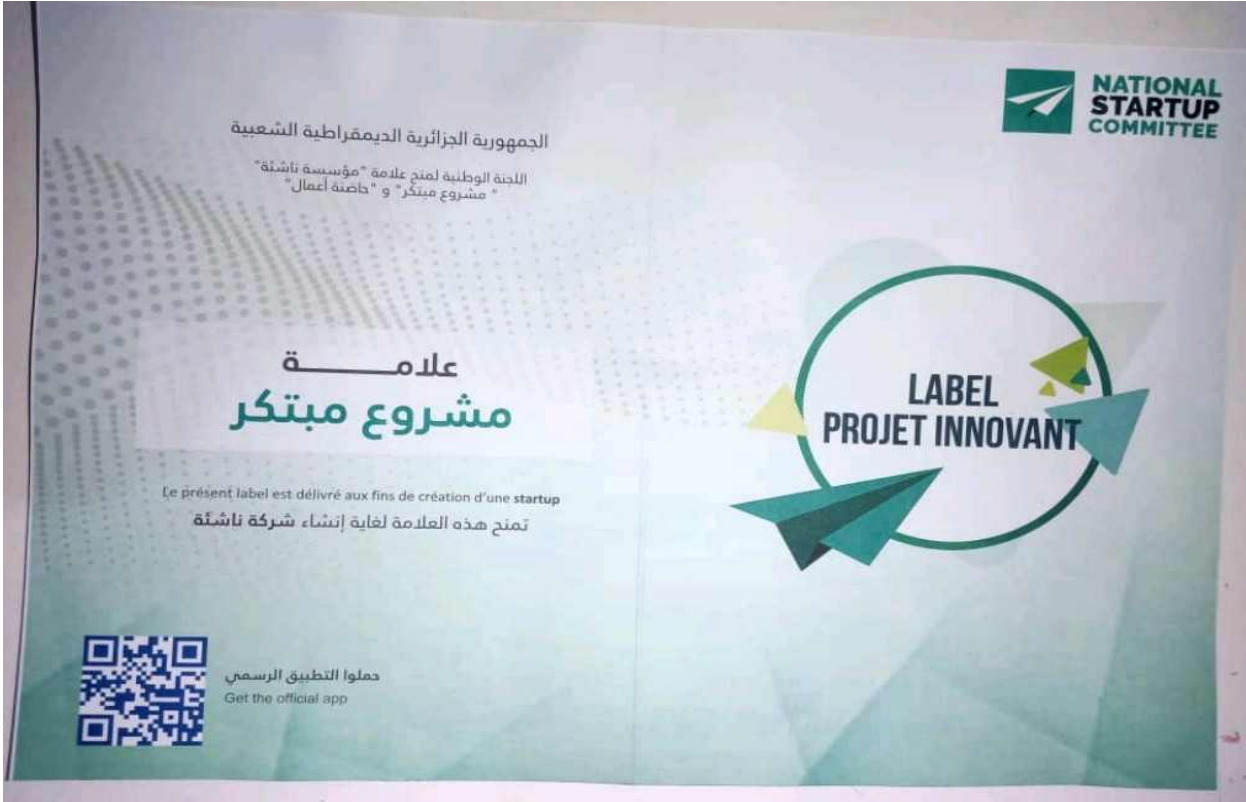 الجمهورية الجزائرية الديمقراطية الشعبية
اللجنة الوطنية لمنح علامة "مؤسسة ناشئة"
" مشروع مبتكر" و "حاضنة أعمال"
علامـــــــة
مشروع مبتكر
Le présent label est délivré aux fins de création d'une startup
تمنح هذه العلامة لغاية إنشاء شركة ناشئة
حملوا التطبيق الرسمي
Get the official app
NATIONAL
STARTUP
COMMITTEE
LABEL
PROJET INNOVANT